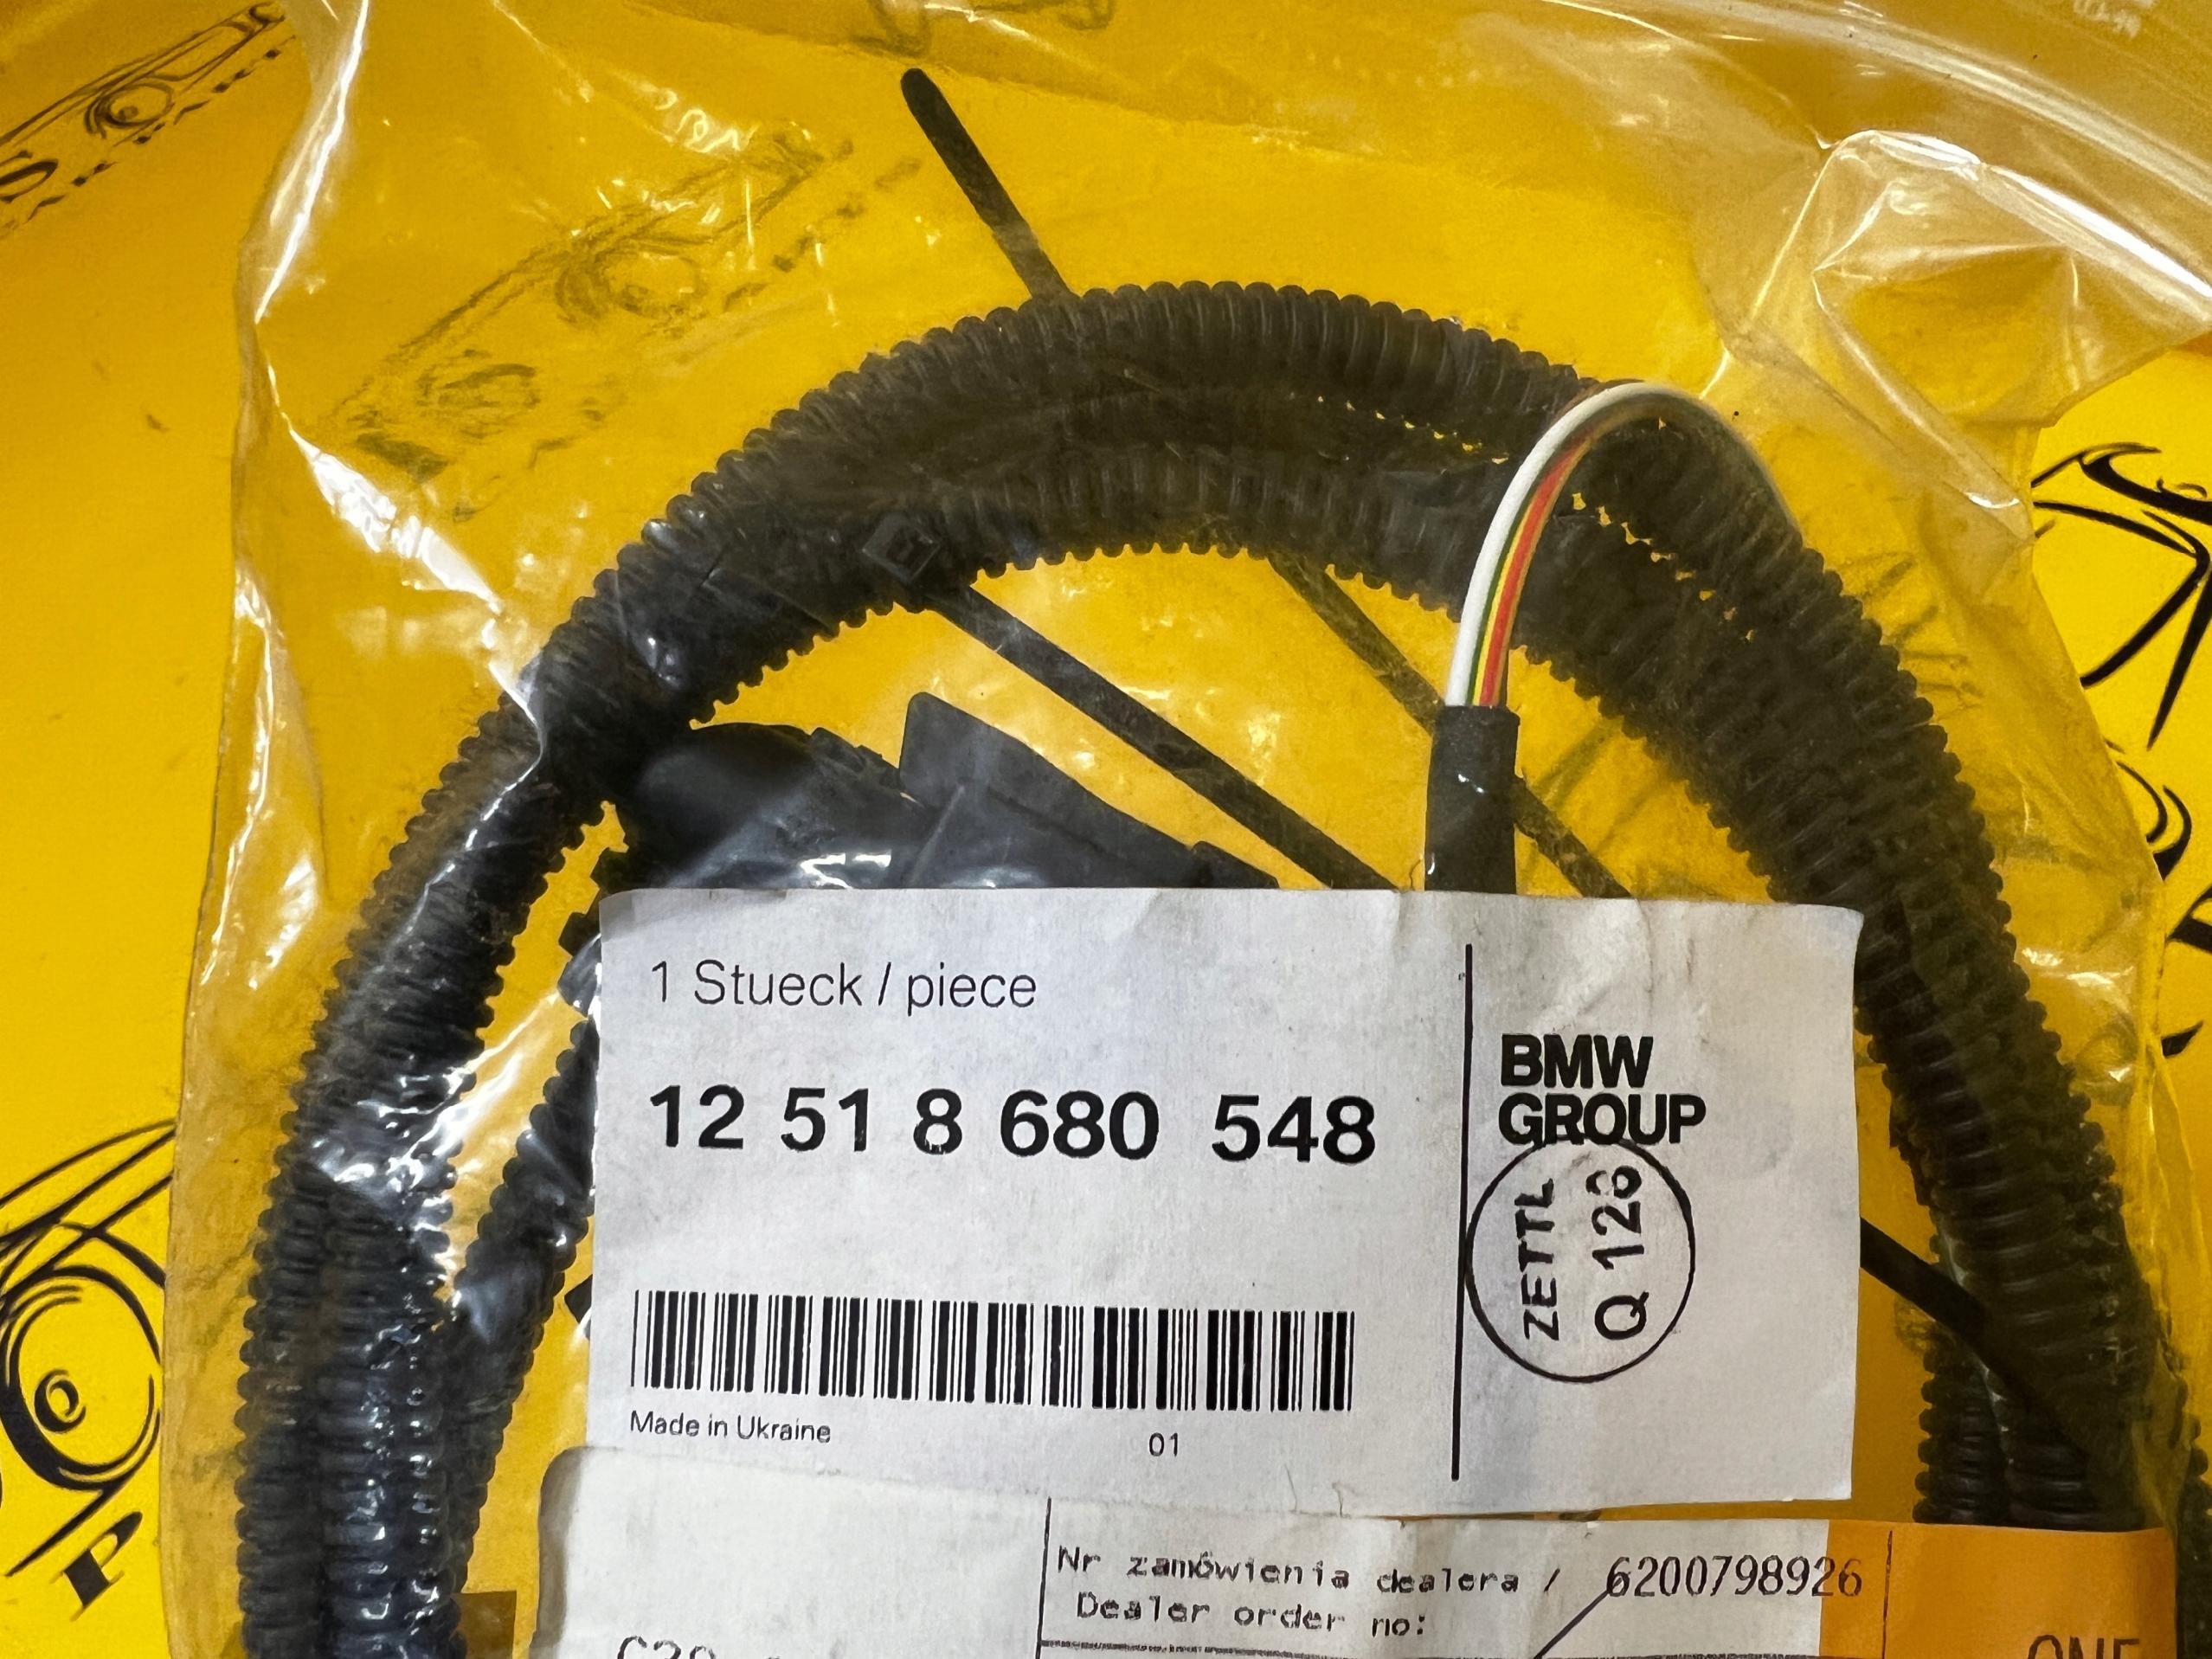 1 Stueck / piece
12 51 8 680 548
BMW
GROUP
ZETTL
Q 128
Made in Ukraine
01
Nr zamówienia dealera /
6200798926
Dealer order no:
ONE